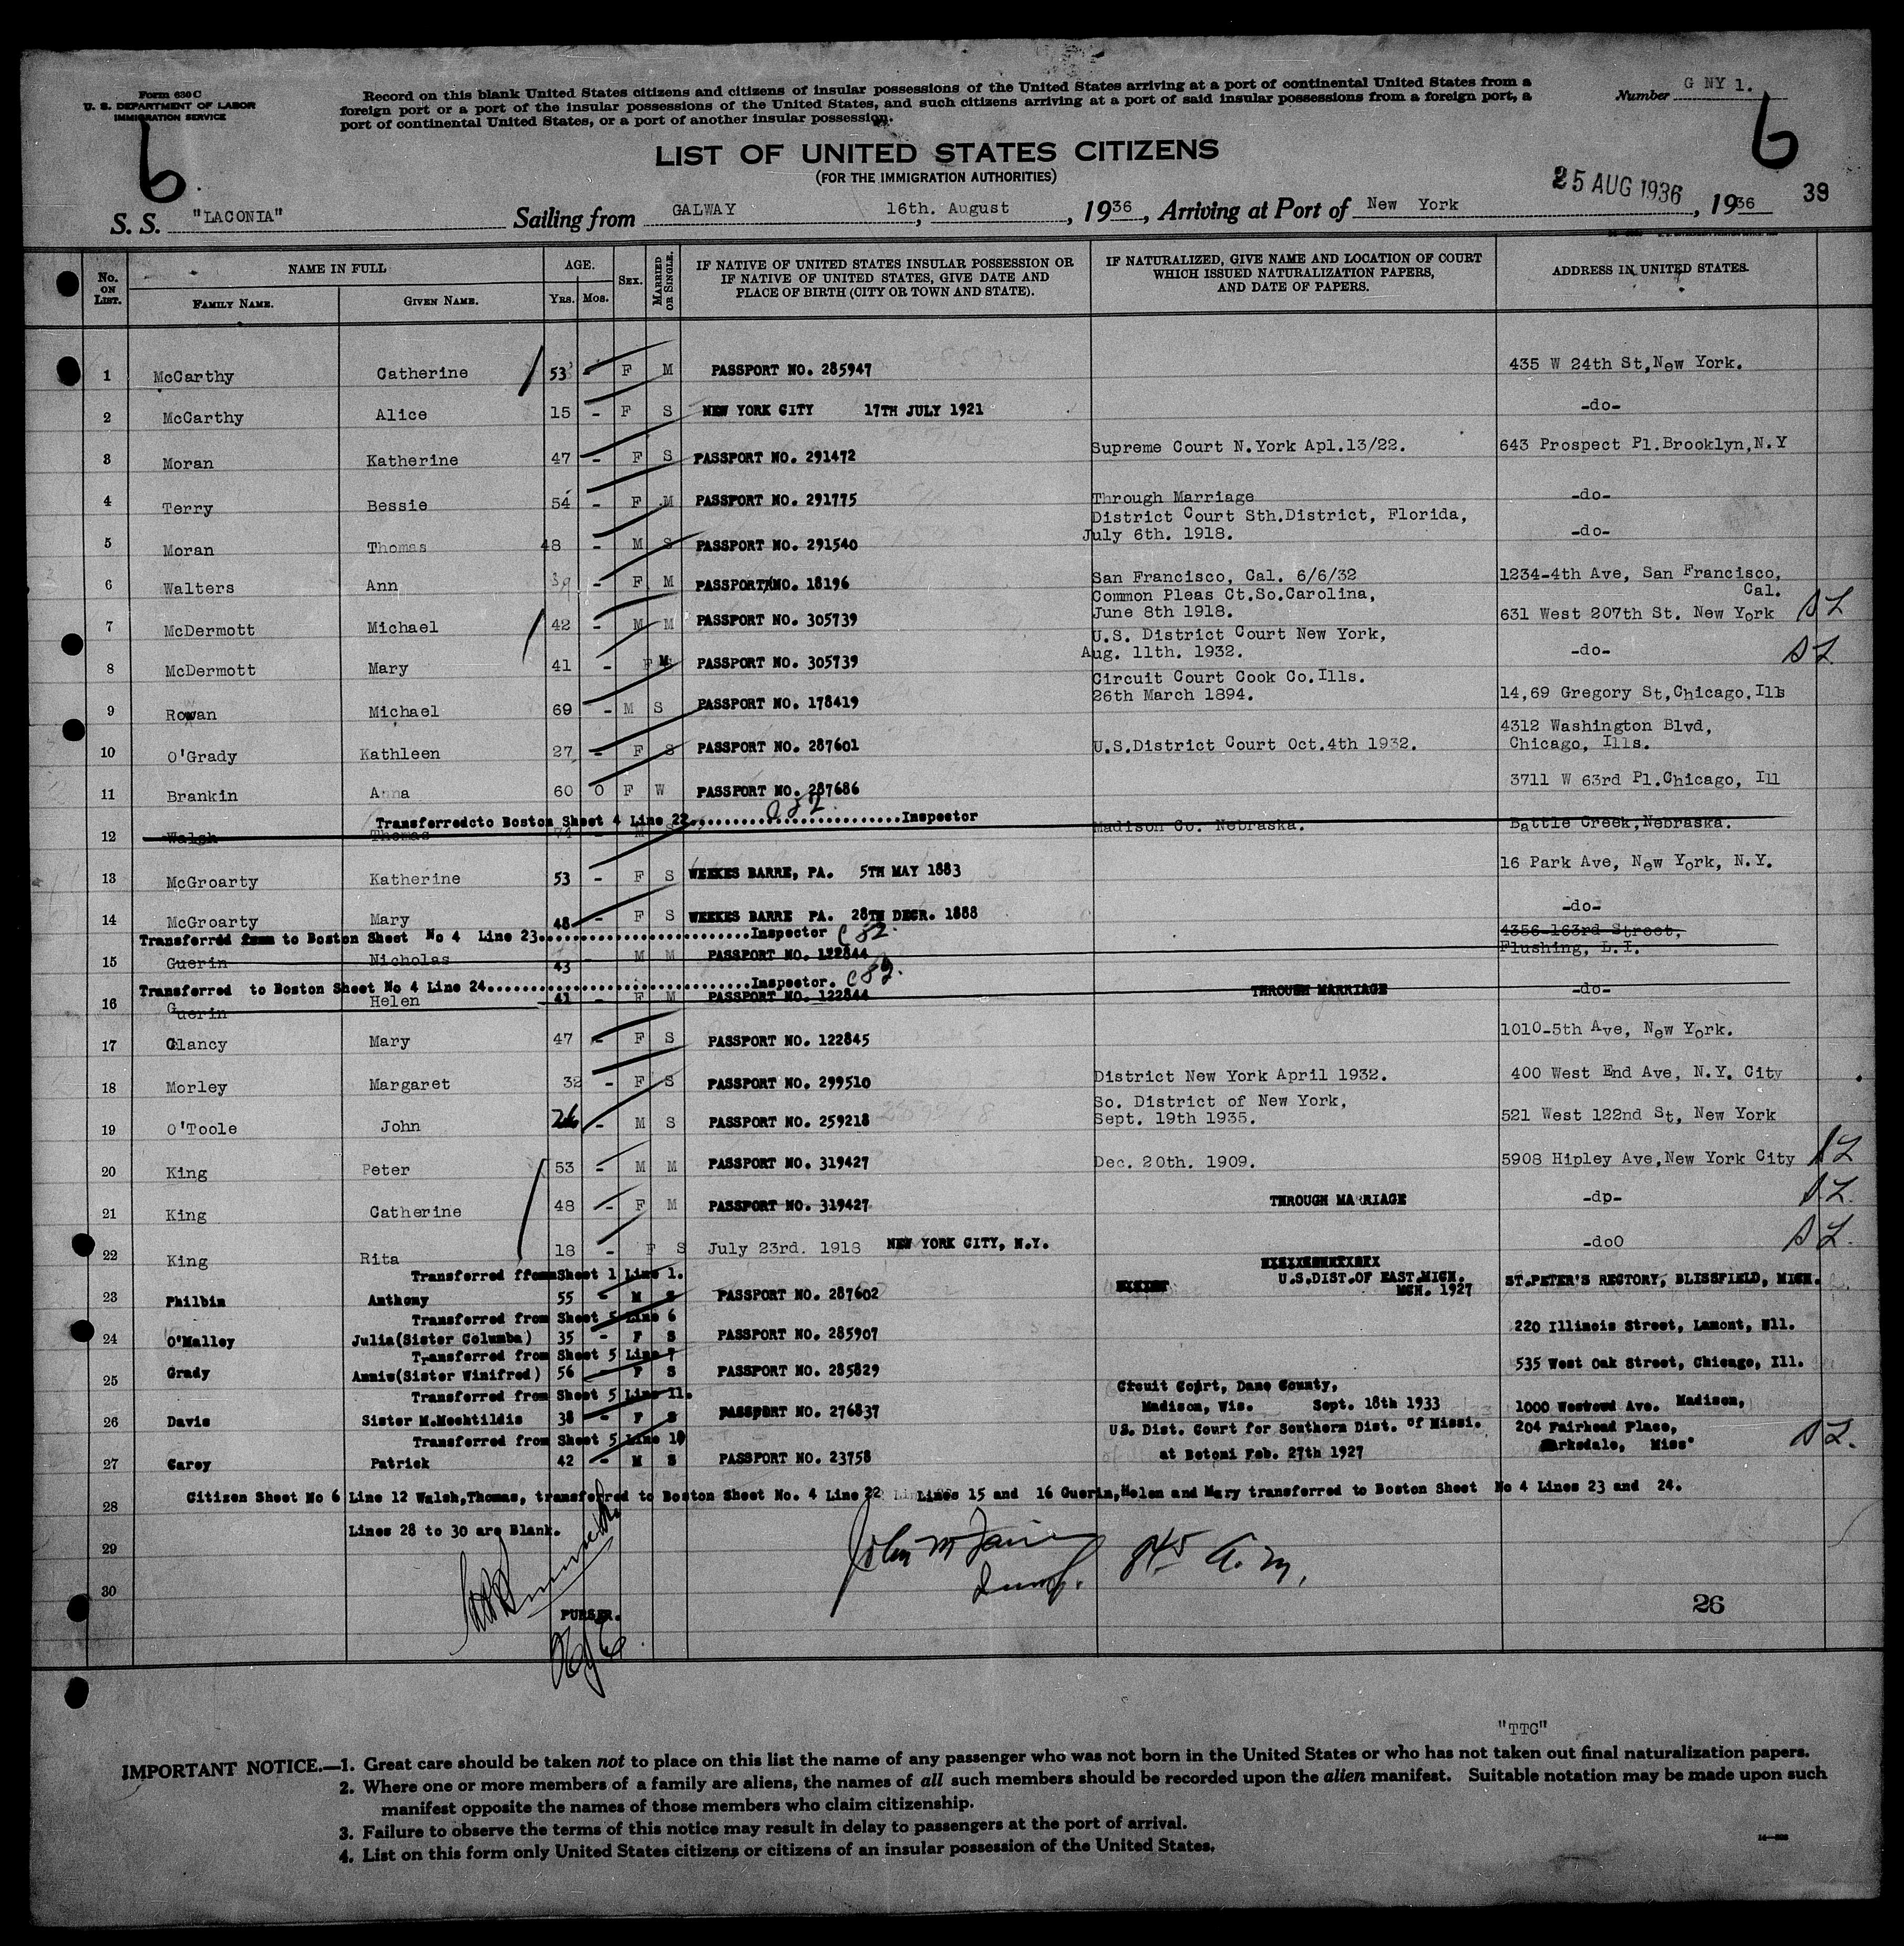 Form 630 C
U. S. DEPARTMENT OF LABOR
IMMIGRATION SERVICE
Record on this blank United States citizens and citizens of insular possessions of the United States arriving at a port of continental United States from a
foreign port or a port of the insular possessions of the United States, and such citizens arriving at a port of said insular possessions from a foreign port, a
port of continental United States, or a port of another insular possession.
Number G NY 1.
6 6
LIST OF UNITED STATES CITIZENS
(FOR THE IMMIGRATION AUTHORITIES)
25 AUG 1936
S. S. "LACONIA" Sailing from GALWAY, 16th. August, 1936, Arriving at Port of New York, 1936 39
No. ON LIST. NAME IN FULL FAMILY NAME. GIVEN NAME. AGE. YRS. MOS. SEX. MARRIED OR SINGLE.
IF NATIVE OF UNITED STATES INSULAR POSSESSION OR
IF NATIVE OF UNITED STATES, GIVE DATE AND
PLACE OF BIRTH (CITY OR TOWN AND STATE).
IF NATURALIZED, GIVE NAME AND LOCATION OF COURT
WHICH ISSUED NATURALIZATION PAPERS,
AND DATE OF PAPERS.
ADDRESS IN UNITED STATES.
1 McCarthy Catherine 53 - F M PASSPORT NO. 285947 435 W 24th St, New York.
2 McCarthy Alice 15 - F S NEW YORK CITY 17TH JULY 1921 -do-
3 Moran Katherine 47 - F S PASSPORT NO. 291472 Supreme Court N.York Apl.13/22. 643 Prospect Pl.Brooklyn,N.Y
4 Terry Bessie 54 - F M PASSPORT NO. 291775 Through Marriage -do-
District Court Sth.District, Florida,
5 Moran Thomas 48 - M S PASSPORT NO. 291540 July 6th. 1918. -do-
6 Walters Ann 39 - F M PASSPORT NO. 18196 San Francisco, Cal. 6/6/32 1234-4th Ave, San Francisco,
Cal.
Common Pleas Ct.So.Carolina,
7 McDermott Michael 42 - M M PASSPORT NO. 305739 June 8th 1918. 631 West 207th St. New York
U.S. District Court New York,
8 McDermott Mary 41 - F M PASSPORT NO. 305739 Aug. 11th. 1932. -do-
Circuit Court Cook Co.Ills.
9 Rowan Michael 69 - M S PASSPORT NO. 178419 26th March 1894. 14,69 Gregory St,Chicago,Ills
4312 Washington Blvd,
10 O'Grady Kathleen 27 - F S PASSPORT NO. 287601 U.S.District Court Oct.4th 1932. Chicago, Ills.
11 Brankin Anna 60 0 F W PASSPORT NO. 287686 3711 W 63rd Pl.Chicago, Ill
Transferredcto Boston Sheet 4 Line 22..........................Inspector
12 Walsh Thomas 74 - M S Madison Co. Nebraska. Battle Creek,Nebraska.
13 McGroarty Katherine 53 - F S WEEKES BARRE, PA. 5TH MAY 1883 16 Park Ave, New York, N.Y.
14 McGroarty Mary 48 - F S WEEKES BARRE PA. 28TH DECR. 1888 -do-
Transferred from to Boston Sheet No 4 Line 23..........................Inspector
4356-163rd Street,
15 Guerin Nicholas 43 - M M PASSPORT NO. 122844 Flushing, L.I.
Transferred to Boston Sheet No 4 Line 24..........................Inspector.
16 Guerin Helen 41 - F M PASSPORT NO. 122844 THROUGH MARRIAGE -do-
17 Glancy Mary 47 - F S PASSPORT NO. 122845 1010-5th Ave, New York.
18 Morley Margaret 32 - F S PASSPORT NO. 299510 District New York April 1932. 400 West End Ave, N.Y. City
So. District of New York,
19 O'Toole John 26 - M S PASSPORT NO. 259218 Sept. 19th 1935. 521 West 122nd St, New York
20 King Peter 53 - M M PASSPORT NO. 319427 Dec. 20th. 1909. 5908 Hipley Ave,New York City
21 King Catherine 48 - F M PASSPORT NO. 319427 THROUGH MARRIAGE -dp-
22 King Rita 18 - F S July 23rd. 1918 NEW YORK CITY, N.Y. -doO
Transferred ffomnSheet 1 Line 1.
U.S.DIST.OF EAST.MICH.
23 Philbin Anthony 55 - M S PASSPORT NO. 287602 MCH. 1927 ST.PETER'S RECTORY, BLISSFIELD, MICH.
Transferred from Sheet 5 Line 6
24 O'Malley Julia(Sister Columba) 35 - F S PASSPORT NO. 285907 220 Illinois Street, Lamont, Ill.
Transferred from Sheet 5 Line 7
25 Grady Annie(Sister Winifred) 56 - F S PASSPORT NO. 285829 535 West Oak Street, Chicago, Ill.
Transferred from Sheet 5 Line 11.
Crcuit Coprt, Dane County,
26 Davis Sister M.Mechtildis 38 - F S PASSPORT NO. 276837 Madison, Wis. Sept. 18th 1933 1000 Ave. Madison,
Transferred from Sheet 5 Line 10
US. Dist. Court for Southern Dist. of Missi. 204 Fairhead Place,
27 Carey Patrick 42 - M S PASSPORT NO. 23758 at Betoni Feb. 27th 1927 arksdale, Miss
28 Citizen Sheet No 6 Line 12 Walsh,Thomas, transferred to Boston Sheet No. 4 Line 22 Lines 15 and 16 Guerin,Helen and Mary transferred to Boston Sheet No 4 Lines 23 and 24.
Lines 28 to 30 are Blank.
29
30
John M
845 A. M.
PURSER.
26
"TTC"
IMPORTANT NOTICE.—1. Great care should be taken not to place on this list the name of any passenger who was not born in the United States or who has not taken out final naturalization papers.
2. Where one or more members of a family are aliens, the names of all such members should be recorded upon the alien manifest. Suitable notation may be made upon such
manifest opposite the names of those members who claim citizenship.
3. Failure to observe the terms of this notice may result in delay to passengers at the port of arrival.
4. List on this form only United States citizens or citizens of an insular possession of the United States.